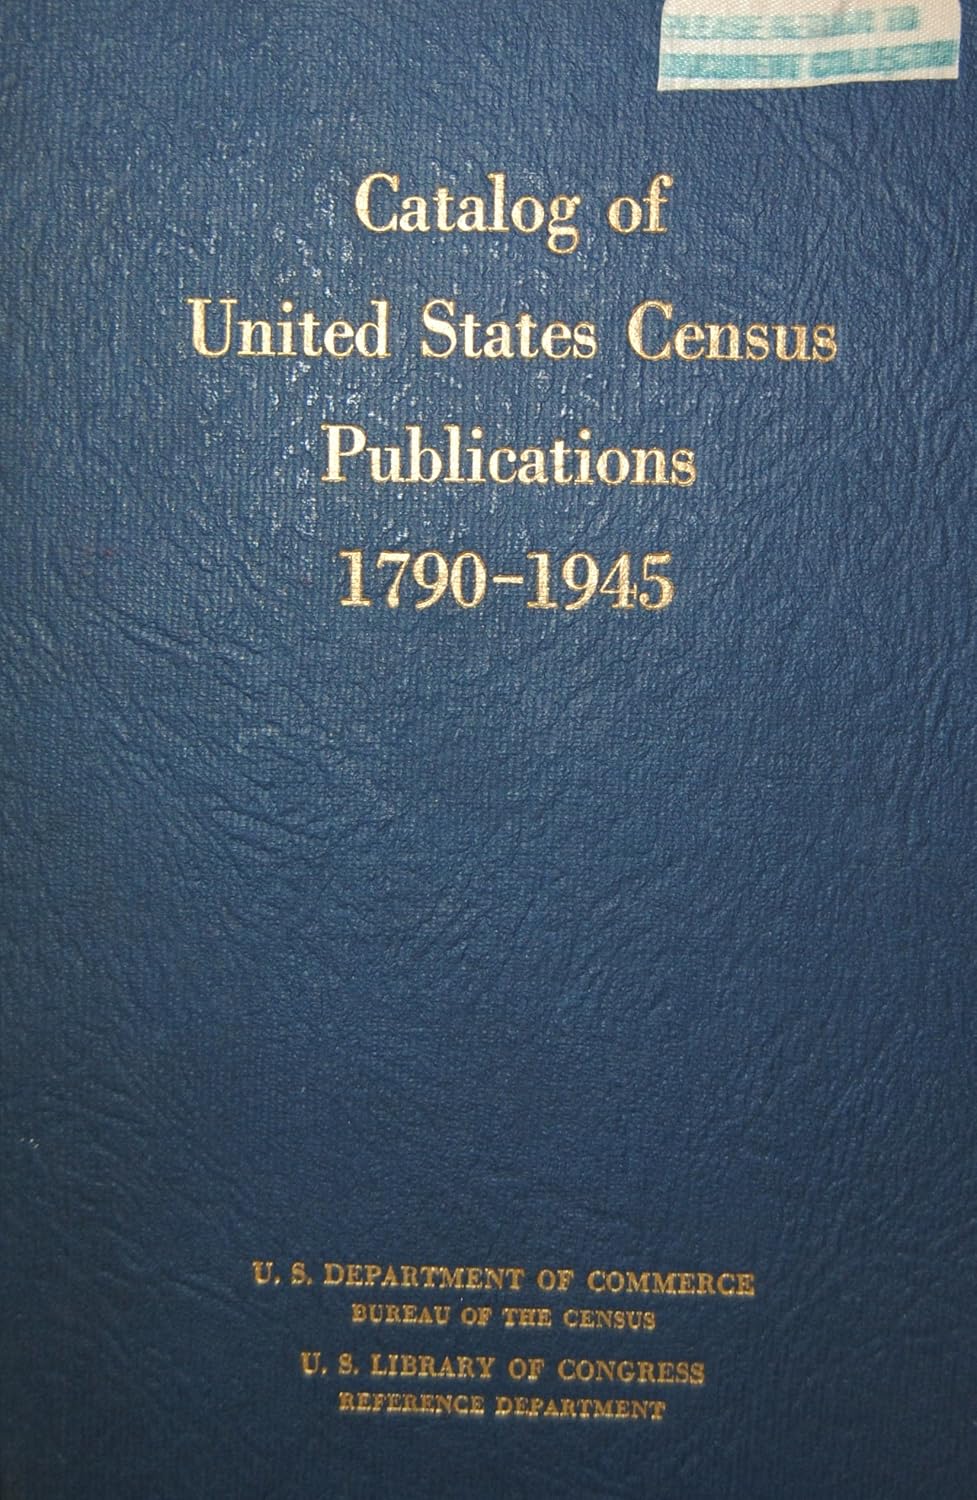 COLLECTION
Catalog of
United States Census
Publications
1790-1945
U. S. DEPARTMENT OF COMMERCE
BUREAU OF THE CENSUS
U. S. LIBRARY OF CONGRESS
REFERENCE DEPARTMENT